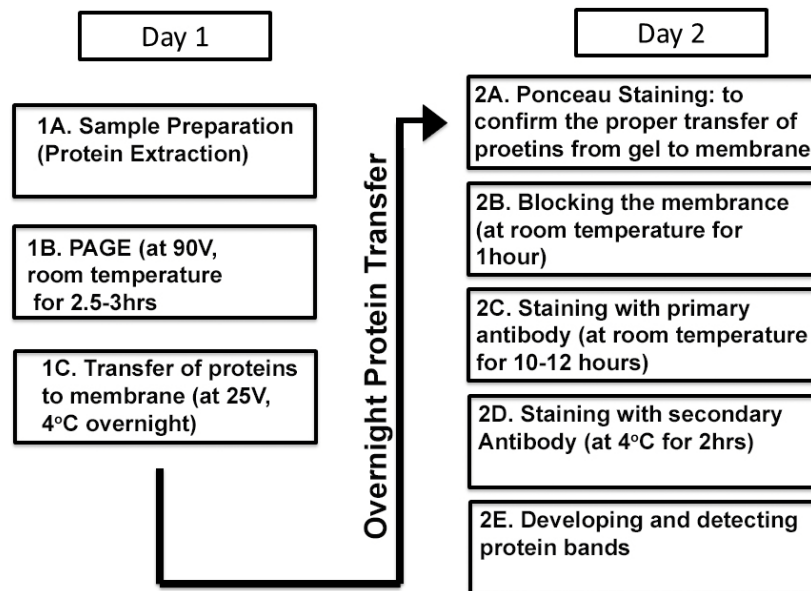 Day 1
1A. Sample Preparation
(Protein Extraction)
1B. PAGE (at 90V,
room temperature
for 2.5-3hrs
1C. Transfer of proteins
to membrane (at 25V,
4°C overnight)
Overnight Protein Transfer
Day 2
2A. Ponceau Staining: to
confirm the proper transfer of
proetins from gel to membrane
2B. Blocking the membrance
(at room temperature for
1hour)
2C. Staining with primary
antibody (at room temperature
for 10-12 hours)
2D. Staining with secondary
Antibody (at 4°C for 2hrs)
2E. Developing and detecting
protein bands